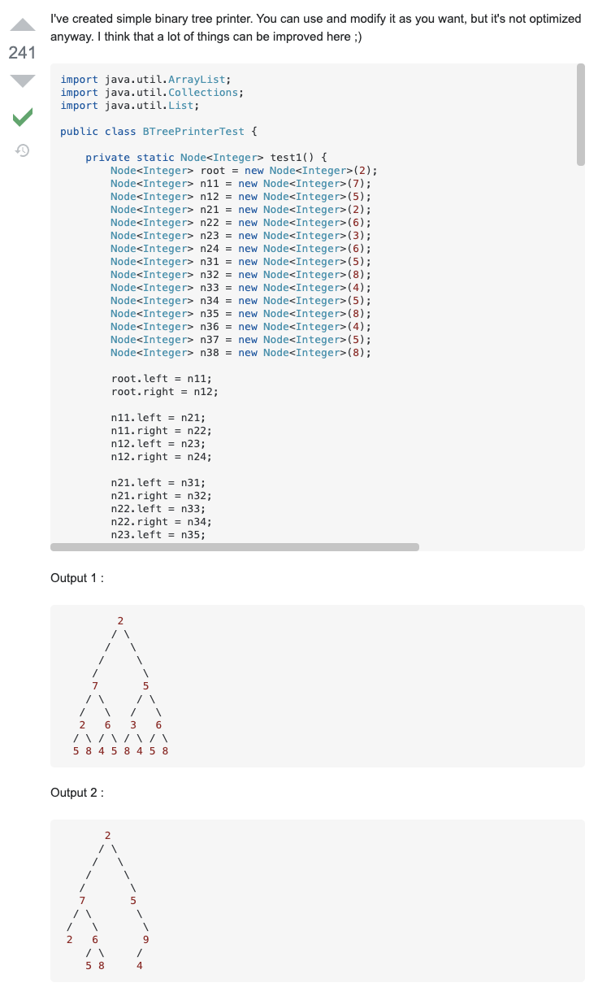 I've created simple binary tree printer. You can use and modify it as you want, but it's not optimized
anyway. I think that a lot of things can be improved here ;)
241
import java.util.ArrayList;
import java.util.Collections;
import java.util.List;

public class BTreePrinterTest {

    private static Node<Integer> test1() {
        Node<Integer> root = new Node<Integer>(2);
        Node<Integer> n11 = new Node<Integer>(7);
        Node<Integer> n12 = new Node<Integer>(5);
        Node<Integer> n21 = new Node<Integer>(2);
        Node<Integer> n22 = new Node<Integer>(6);
        Node<Integer> n23 = new Node<Integer>(3);
        Node<Integer> n24 = new Node<Integer>(6);
        Node<Integer> n31 = new Node<Integer>(5);
        Node<Integer> n32 = new Node<Integer>(8);
        Node<Integer> n33 = new Node<Integer>(4);
        Node<Integer> n34 = new Node<Integer>(5);
        Node<Integer> n35 = new Node<Integer>(8);
        Node<Integer> n36 = new Node<Integer>(4);
        Node<Integer> n37 = new Node<Integer>(5);
        Node<Integer> n38 = new Node<Integer>(8);

        root.left = n11;
        root.right = n12;

        n11.left = n21;
        n11.right = n22;
        n12.left = n23;
        n12.right = n24;

        n21.left = n31;
        n21.right = n32;
        n22.left = n33;
        n22.right = n34;
        n23.left = n35;

Output 1 :

       2
      / \
     /   \
    /     \
   /       \
   7       5
  / \     / \
 /   \   /   \
 2   6   3   6
/ \ / \ / \ / \
5 8 4 5 8 4 5 8

Output 2 :

      2
     / \
    /   \
   /     \
  /       \
  7       5
 / \       \
/   \       \
2   6       9
   / \     /
   5 8     4